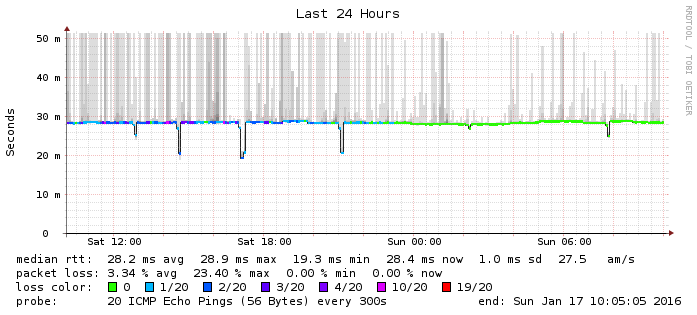 Last 24 Hours
RRDTOOL / TOBI OETIKER
Seconds
50 m
40 m
30 m
20 m
10 m
0
Sat 12:00 Sat 18:00 Sun 00:00 Sun 06:00
median rtt: 28.2 ms avg 28.9 ms max 19.3 ms min 28.4 ms now 1.0 ms sd 27.5 am/s
packet loss: 3.34 % avg 23.40 % max 0.00 % min 0.00 % now
loss color: 0 1/20 2/20 3/20 4/20 10/20 19/20
probe: 20 ICMP Echo Pings (56 Bytes) every 300s end: Sun Jan 17 10:05:05 2016